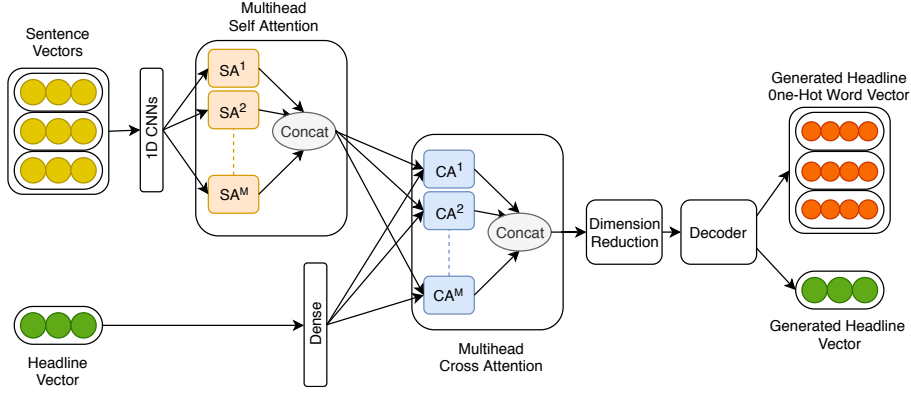 Sentence
Vectors
1D CNNs
Multihead
Self Attention
SA1
SA2
SAM
Concat
Headline
Vector
Dense
CA1
CA2
CAM
Concat
Multihead
Cross Attention
Dimension
Reduction
Decoder
Generated Headline
0ne-Hot Word Vector
Generated Headline
Vector